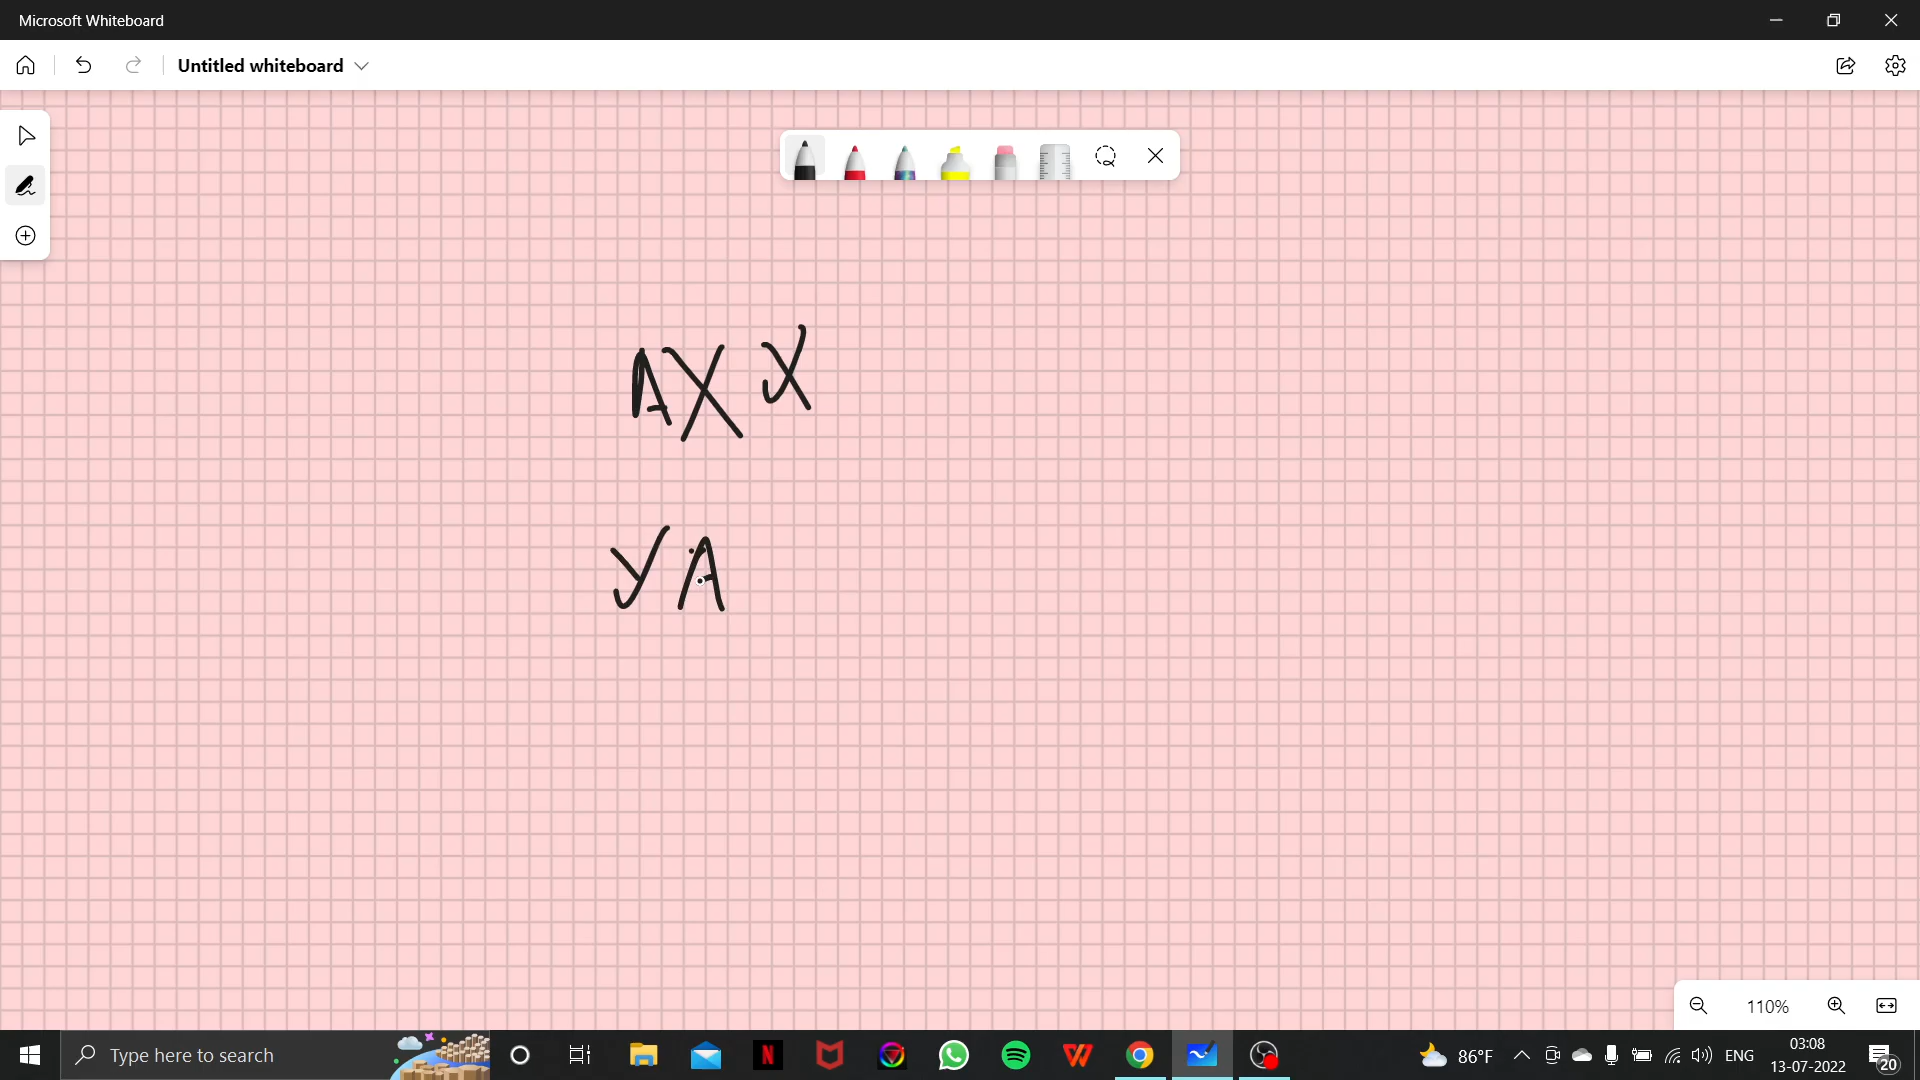 Microsoft Whiteboard
Untitled whiteboard
AX X
YA
110%
Type here to search
86°F
ENG
03:08
13-07-2022
20